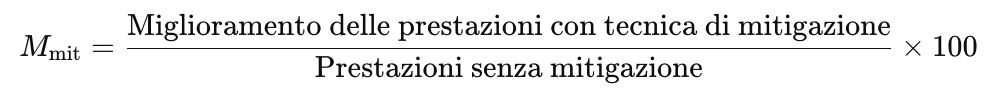 M_mit = Miglioramento delle prestazioni con tecnica di mitigazione / Prestazioni senza mitigazione × 100